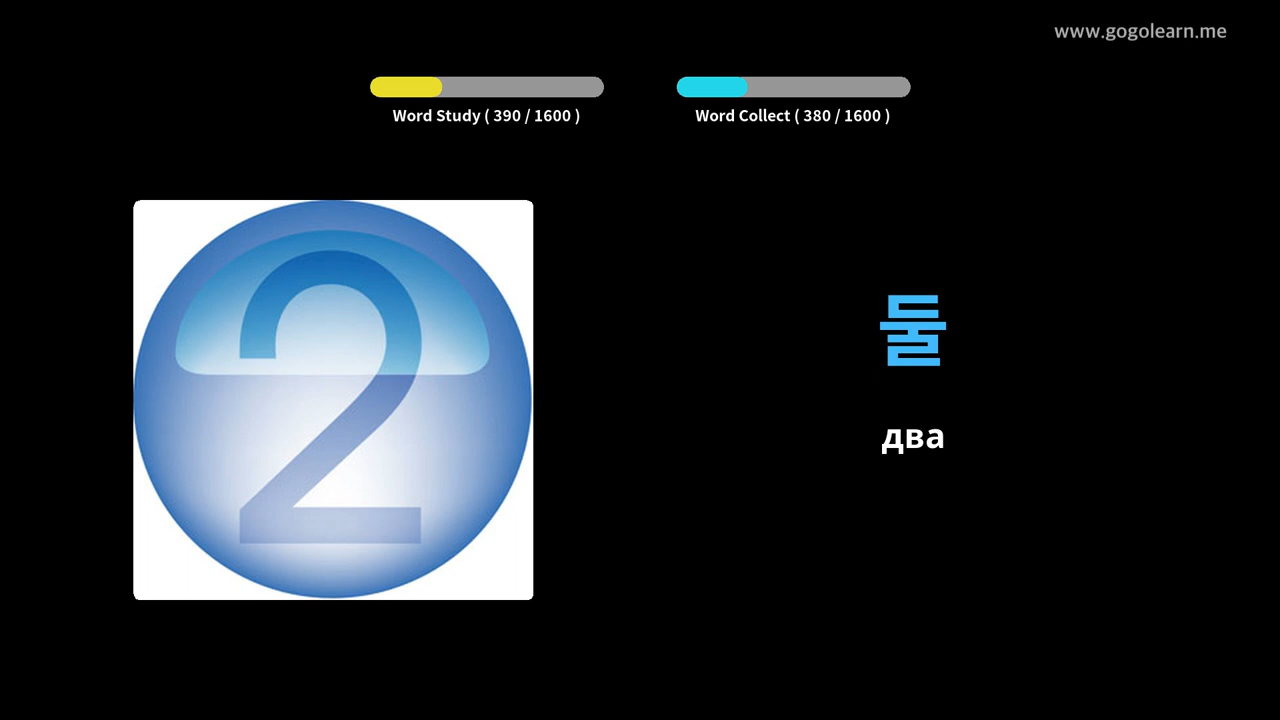 www.gogolearn.me
Word Study ( 390 / 1600 )
Word Collect ( 380 / 1600 )
2
둘
два